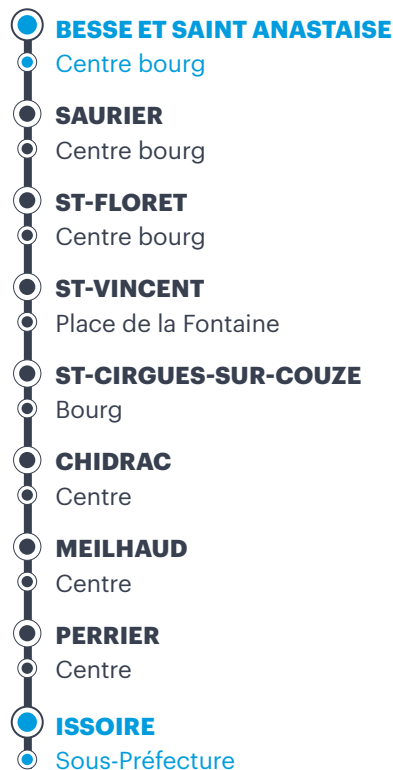 BESSE ET SAINT ANASTAISE
Centre bourg
SAURIER
Centre bourg
ST-FLORET
Centre bourg
ST-VINCENT
Place de la Fontaine
ST-CIRGUES-SUR-COUZE
Bourg
CHIDRAC
Centre
MEILHAUD
Centre
PERRIER
Centre
ISSOIRE
Sous-Préfecture